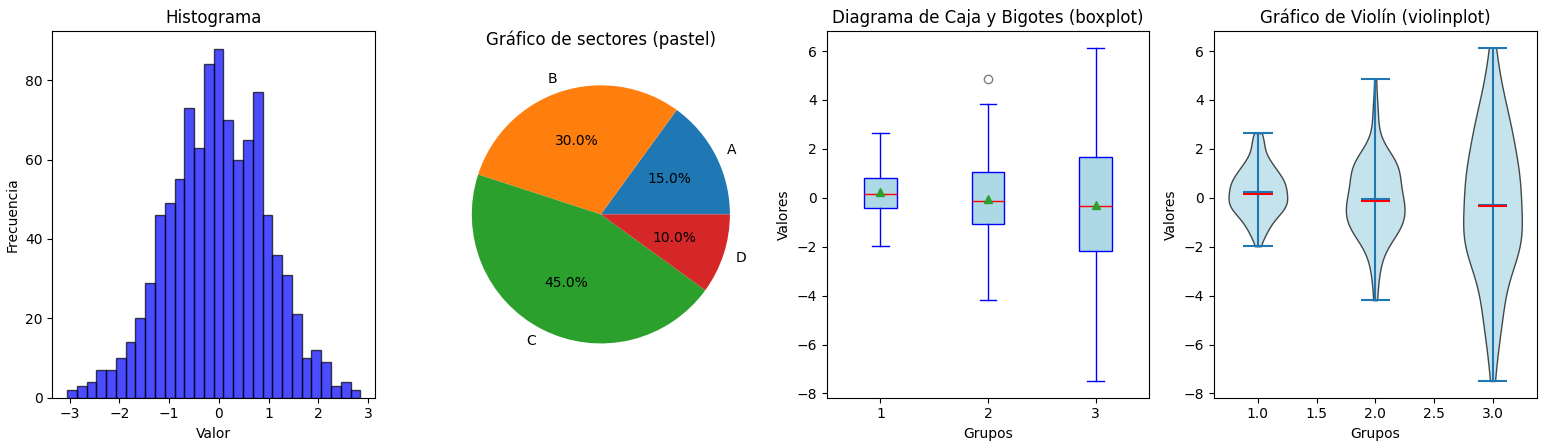 Histograma
Frecuencia
80
60
40
20
0
−3
−2
−1
0
1
2
3
Valor
Gráfico de sectores (pastel)
B
30.0%
A
15.0%
10.0%
D
45.0%
C
Diagrama de Caja y Bigotes (boxplot)
Valores
6
4
2
0
−2
−4
−6
−8
1
2
3
Grupos
Gráfico de Violín (violinplot)
Valores
6
4
2
0
−2
−4
−6
−8
1.0
1.5
2.0
2.5
3.0
Grupos